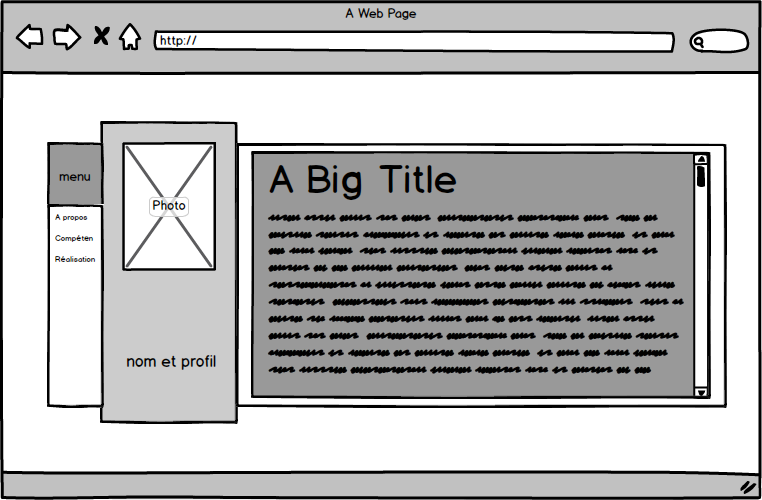 A Web Page
http://
menu
A propos
Compéten
Réalisation
Photo
nom et profil
A Big Title